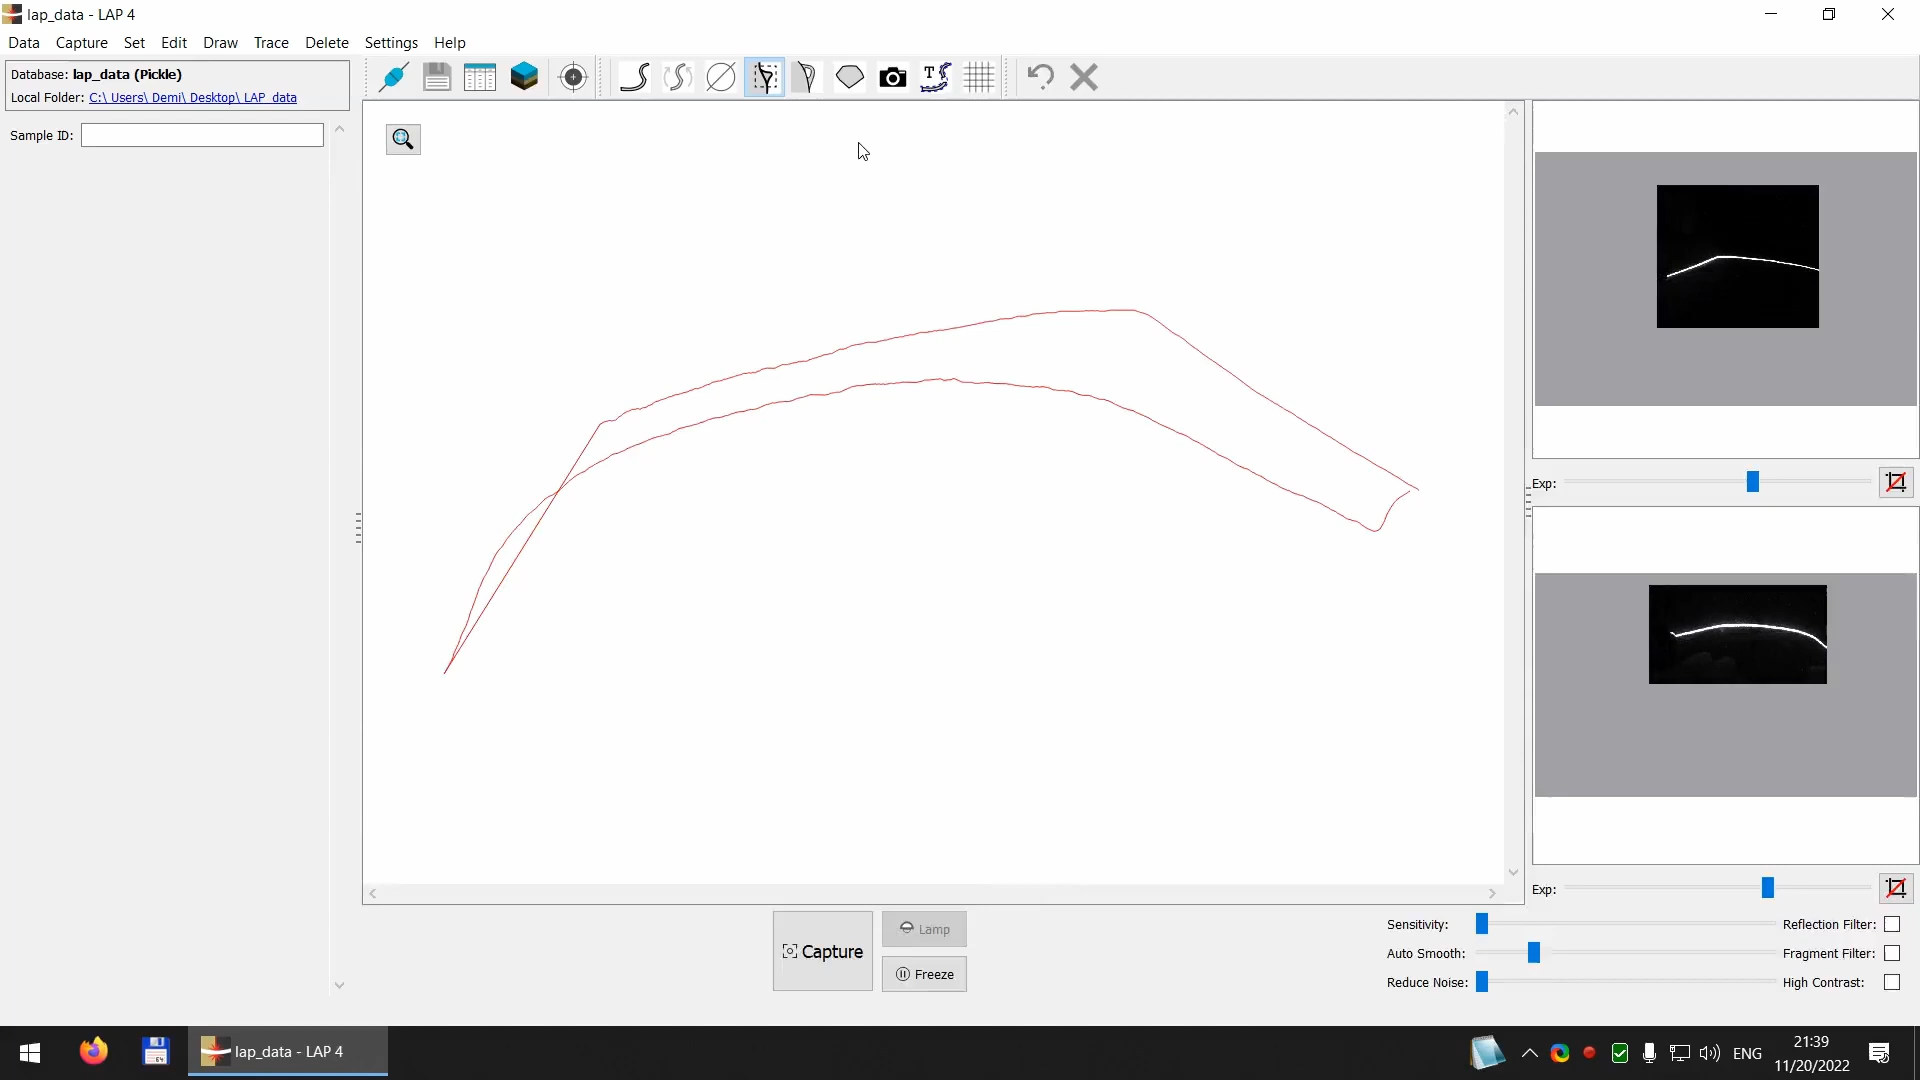 lap_data - LAP 4
Data Capture Set Edit Draw Trace Delete Settings Help
Database: lap_data (Pickle)
Local Folder: C:\ Users\ Demi\ Desktop\ LAP_data
Sample ID:
Exp:
Exp:
Capture
Lamp
Freeze
Sensitivity:
Auto Smooth:
Reduce Noise:
Reflection Filter:
Fragment Filter:
High Contrast:
lap_data - LAP 4
ENG
21:39
11/20/2022